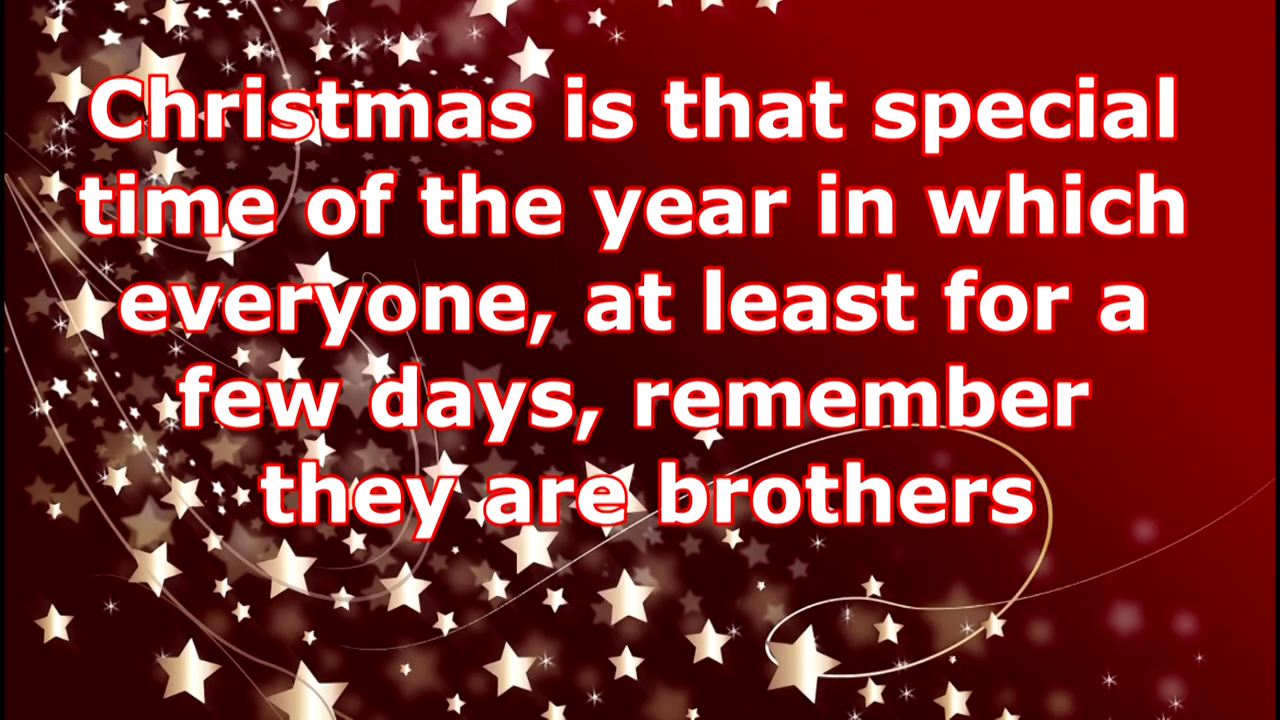 Christmas is that special
time of the year in which
everyone, at least for a
few days, remember
they are brothers